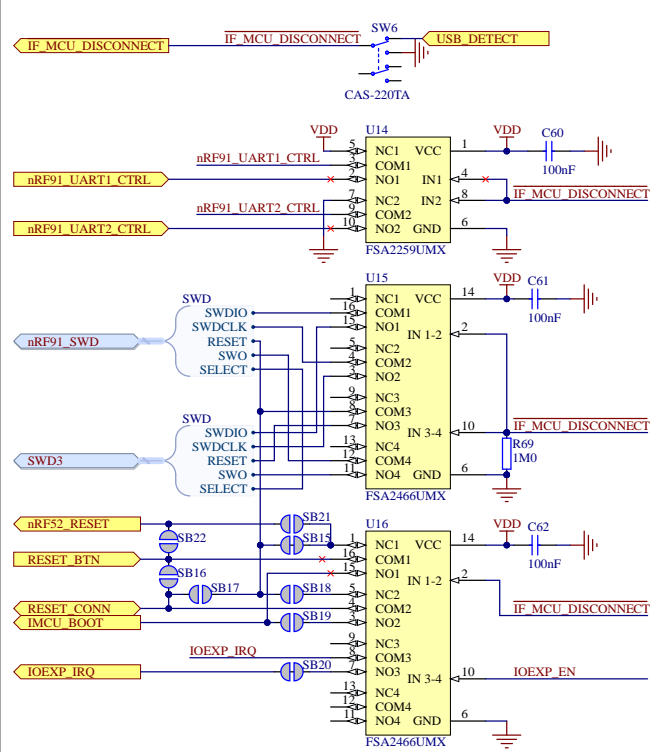 SW6
IF_MCU_DISCONNECT
IF_MCU_DISCONNECT
USB_DETECT
CAS-220TA
U14
VDD
VDD
C60
100nF
nRF91_UART1_CTRL
nRF91_UART1_CTRL
nRF91_UART2_CTRL
nRF91_UART2_CTRL
5 NC1 VCC 1
3 COM1
2 NO1 IN1 4
7 NC2 IN2 8
9 COM2
10 NO2 GND 6
IF_MCU_DISCONNECT
FSA2259UMX
U15
VDD
C61
100nF
SWD
SWDIO
SWDCLK
RESET
SWO
SELECT
nRF91_SWD
SWD
SWDIO
SWDCLK
RESET
SWO
SELECT
SWD3
1 NC1 VCC 14
16 COM1
15 NO1 IN 1-2 2
5 NC2
4 COM2
3 NO2
9 NC3
8 COM3
7 NO3 IN 3-4 10
13 NC4
12 COM4
11 NO4 GND 6
IF_MCU_DISCONNECT
R69
1M0
FSA2466UMX
U16
VDD
C62
100nF
nRF52_RESET
SB21
SB22
SB15
RESET_BTN
SB16
SB17
SB18
RESET_CONN
IMCU_BOOT
SB19
IOEXP_IRQ
IOEXP_IRQ
SB20
1 NC1 VCC 14
16 COM1
15 NO1 IN 1-2 2
5 NC2
4 COM2
3 NO2
9 NC3
8 COM3
7 NO3 IN 3-4 10
13 NC4
12 COM4
11 NO4 GND 6
IF_MCU_DISCONNECT
IOEXP_EN
FSA2466UMX